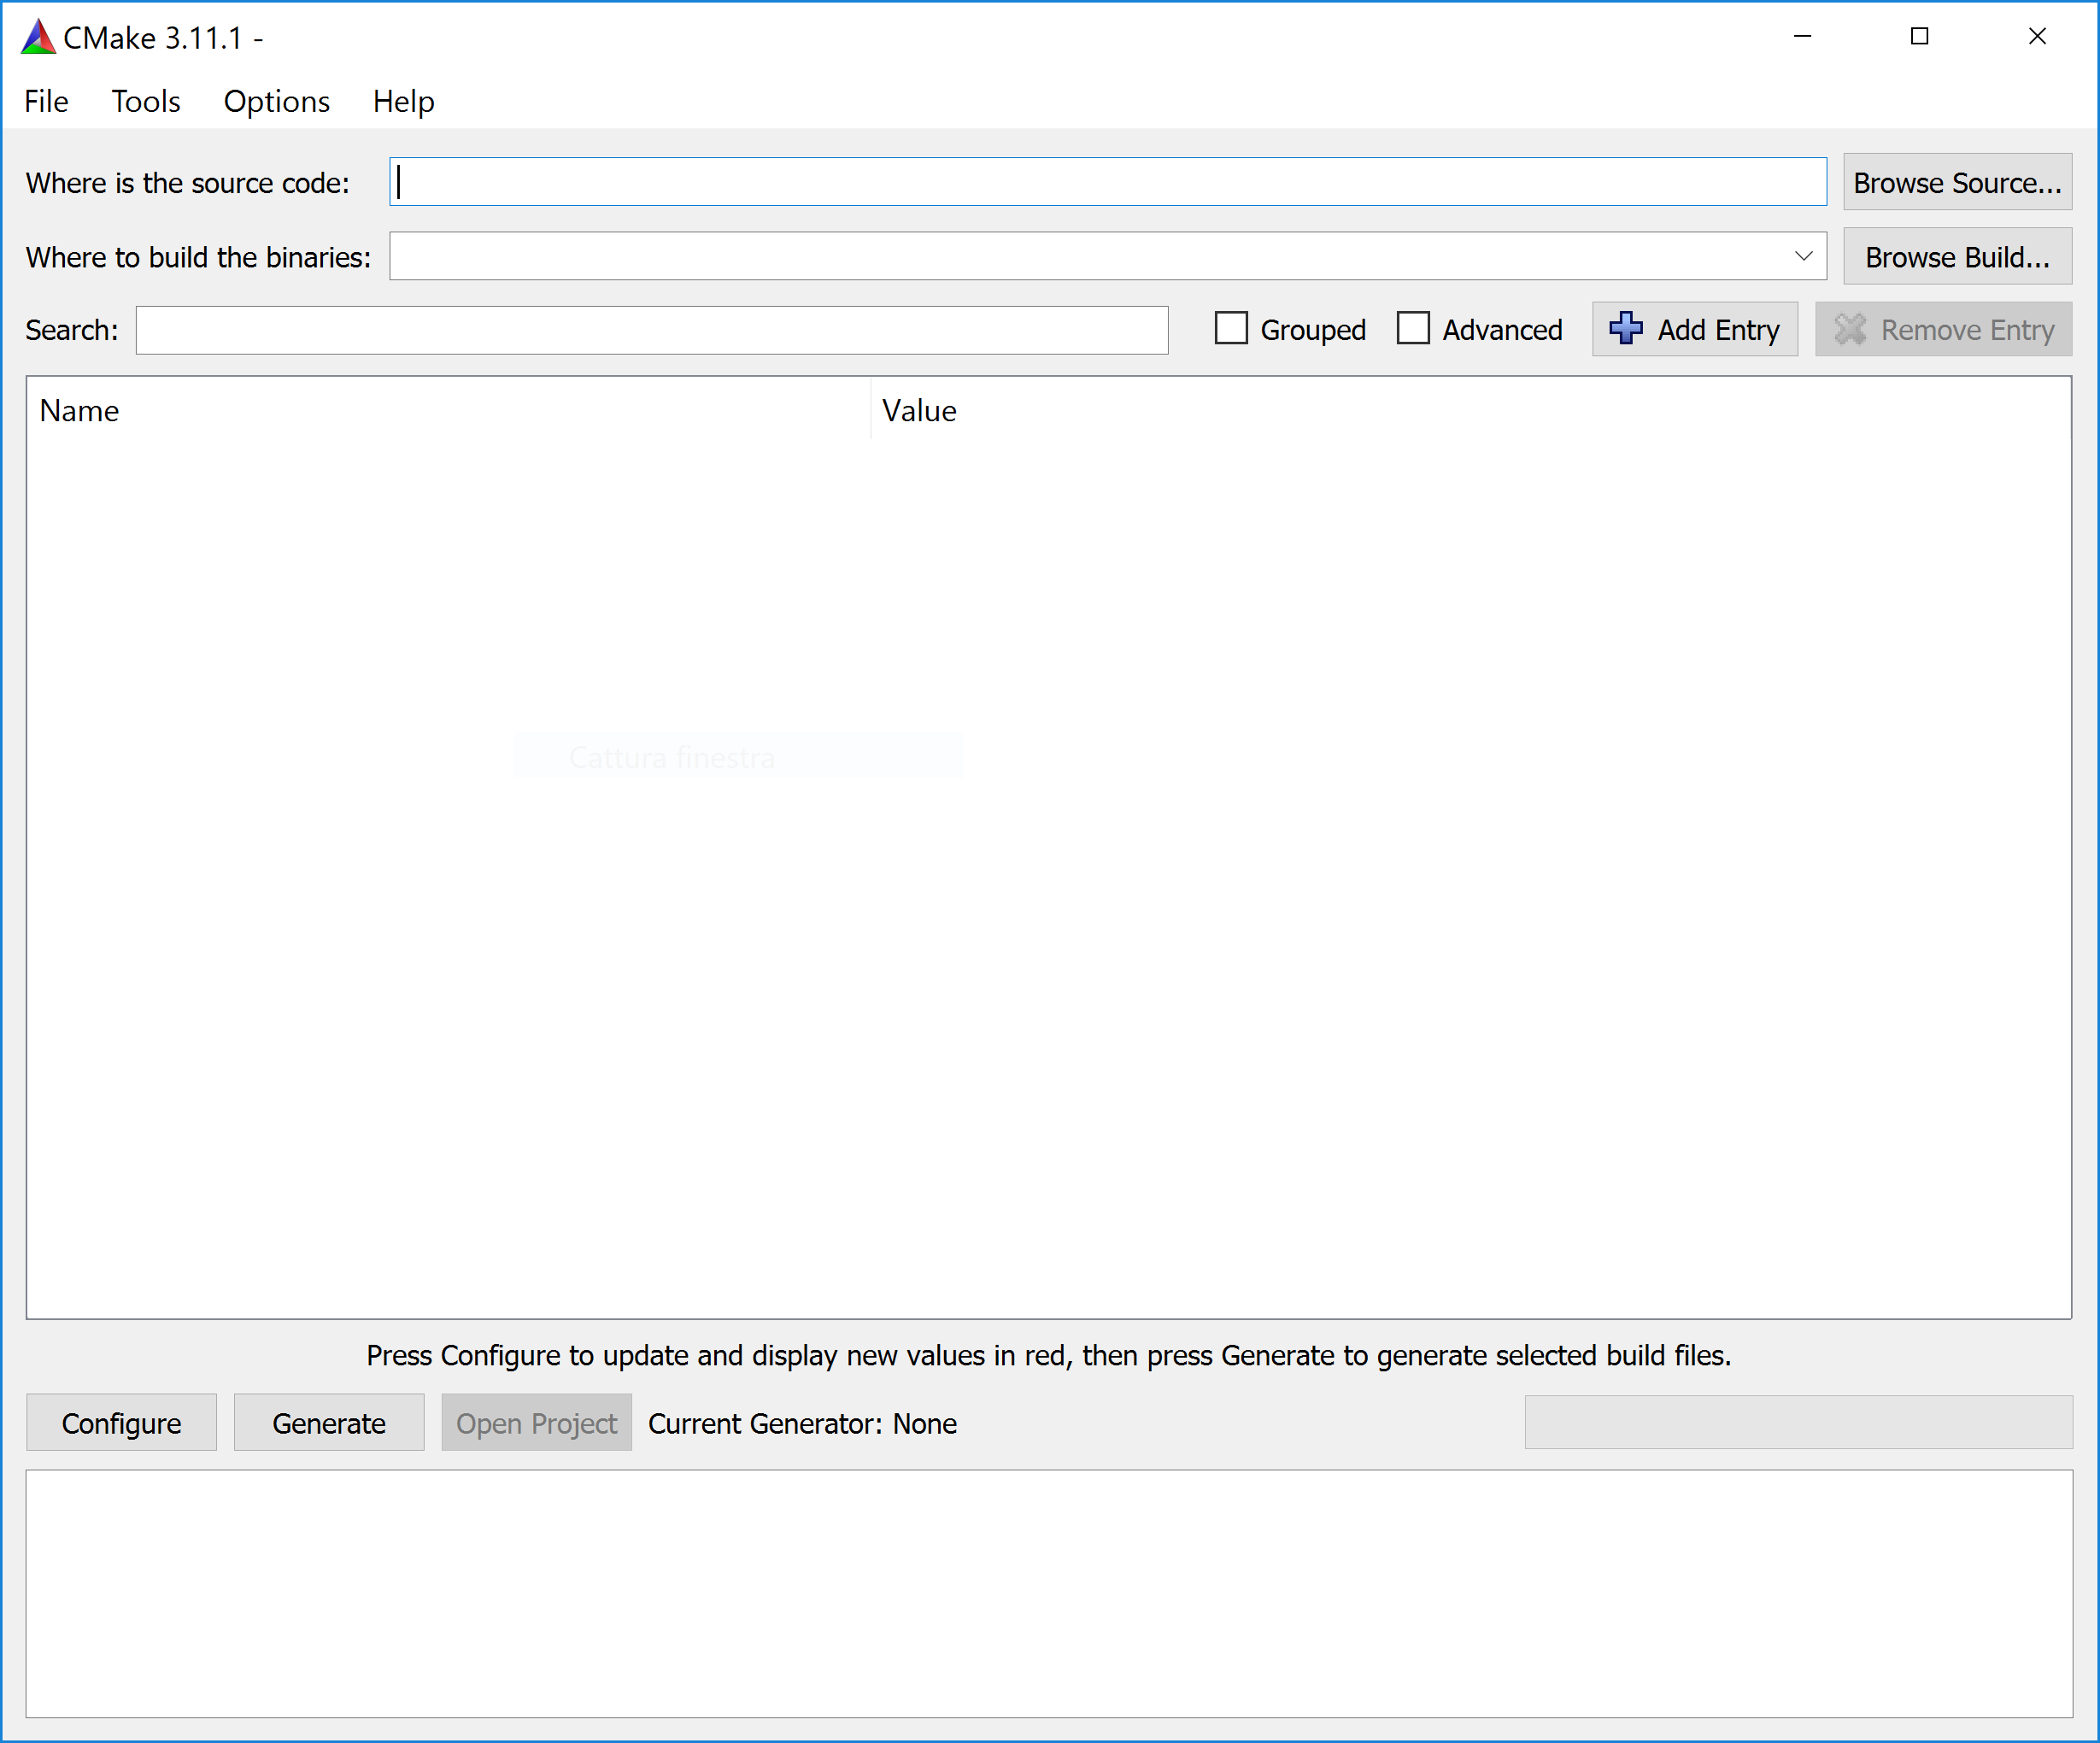 CMake 3.11.1 -
File Tools Options Help
Where is the source code: Browse Source...
Where to build the binaries: Browse Build...
Search: Grouped Advanced Add Entry Remove Entry
Name Value
Cattura finestra
Press Configure to update and display new values in red, then press Generate to generate selected build files.
Configure Generate Open Project Current Generator: None